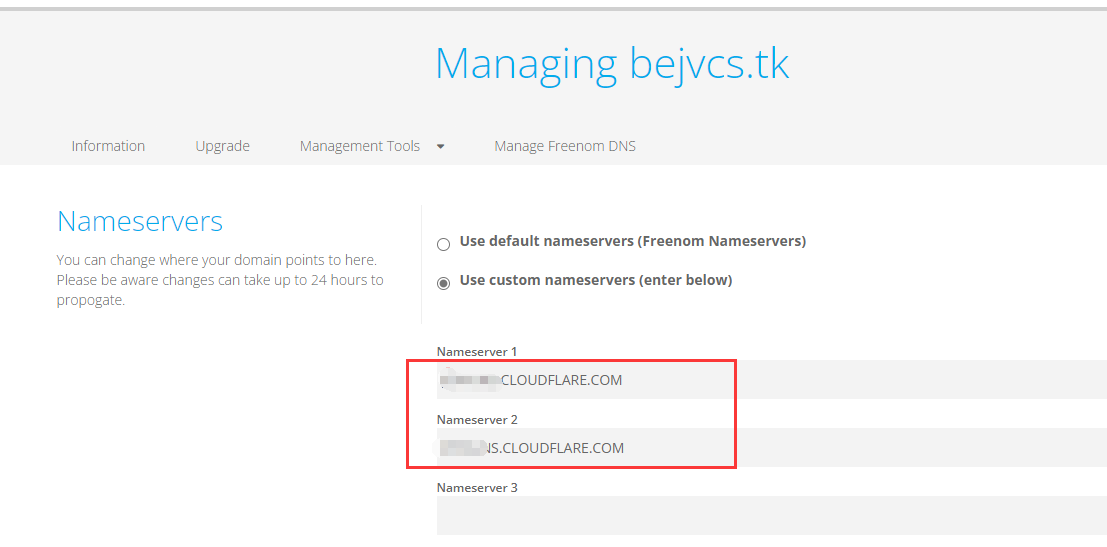 Managing bejvcs.tk
Information Upgrade Management Tools Manage Freenom DNS
Nameservers
You can change where your domain points to here.
Please be aware changes can take up to 24 hours to
propogate.
Use default nameservers (Freenom Nameservers)
Use custom nameservers (enter below)
Nameserver 1
CLOUDFLARE.COM
Nameserver 2
NS.CLOUDFLARE.COM
Nameserver 3